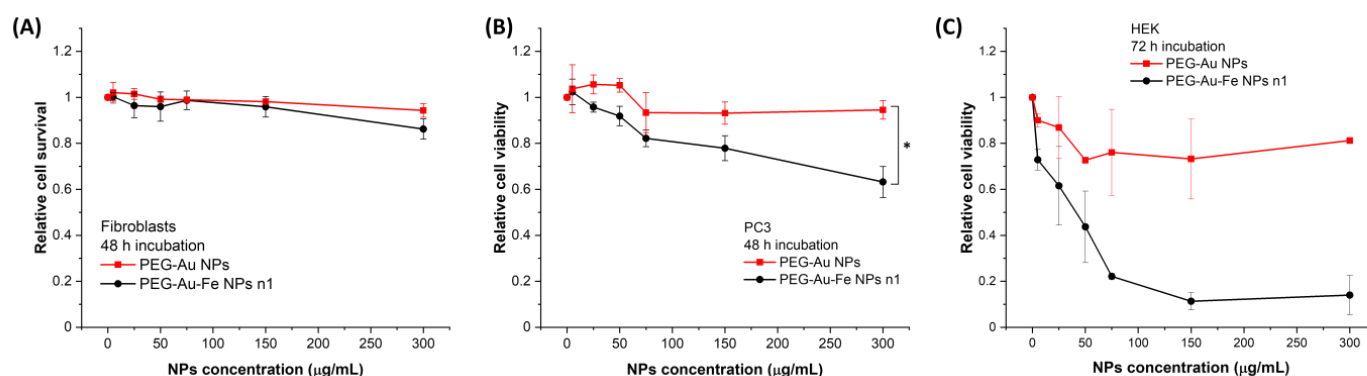 (A)
Relative cell survival
1.2
1
0.8
0.6
0.4
0.2
0
Fibroblasts
48 h incubation
PEG-Au NPs
PEG-Au-Fe NPs n1
0 50 100 150 200 250 300
NPs concentration (µg/mL)
(B)
Relative cell viability
1.2
1
0.8
0.6
0.4
0.2
0
*
PC3
48 h incubation
PEG-Au NPs
PEG-Au-Fe NPs n1
0 50 100 150 200 250 300
NPs concentration (µg/mL)
(C)
Relative cell viability
1.2
1
0.8
0.6
0.4
0.2
0
HEK
72 h incubation
PEG-Au NPs
PEG-Au-Fe NPs n1
0 50 100 150 200 250 300
NPs concentration (µg/mL)